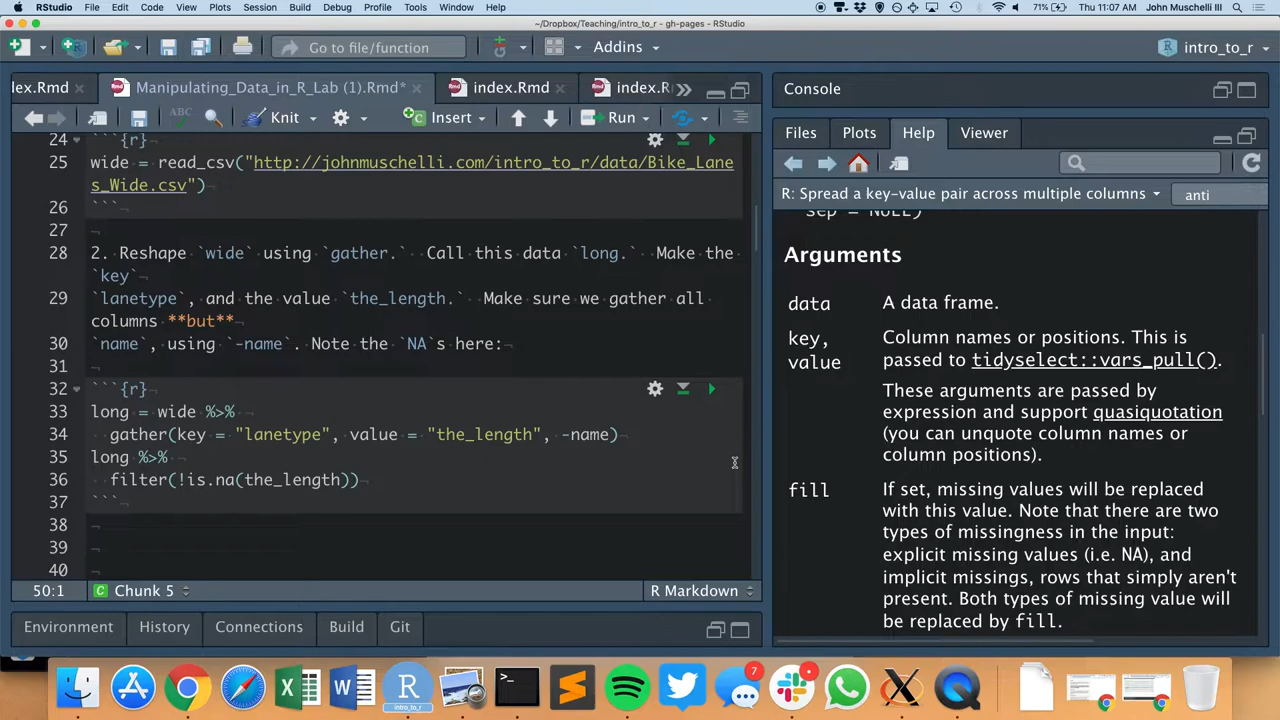 RStudio File Edit Code View Plots Session Build Debug Profile Tools Window Help 71% Thu 11:07 AM John Muschelli III
~/Dropbox/Teaching/intro_to_r - gh-pages - RStudio
Go to file/function Addins intro_to_r
lex.Rmd Manipulating_Data_in_R_Lab (1).Rmd* index.Rmd index.R
ABC Knit Insert Run
24 ```{r}
25 wide = read_csv("http://johnmuschelli.com/intro_to_r/data/Bike_Lane
s_Wide.csv")
26 ```
27
28 2. Reshape `wide` using `gather.` Call this data `long.` Make the
`key`
29 `lanetype`, and the value `the_length.` Make sure we gather all
columns **but**
30 `name`, using `-name`. Note the `NA`s here:
31
32 ```{r}
33 long = wide %>%
34 gather(key = "lanetype", value = "the_length", -name)
35 long %>%
36 filter(!is.na(the_length))
37 ```
38
39
40
50:1 Chunk 5 R Markdown
Environment History Connections Build Git
Console
Files Plots Help Viewer
R: Spread a key-value pair across multiple columns anti
sep = NULL)
Arguments
data A data frame.
key, value Column names or positions. This is
passed to tidyselect::vars_pull().
These arguments are passed by
expression and support quasiquotation
(you can unquote column names or
column positions).
fill If set, missing values will be replaced
with this value. Note that there are two
types of missingness in the input:
explicit missing values (i.e. NA), and
implicit missings, rows that simply aren't
present. Both types of missing value will
be replaced by fill.
intro_to_r
7